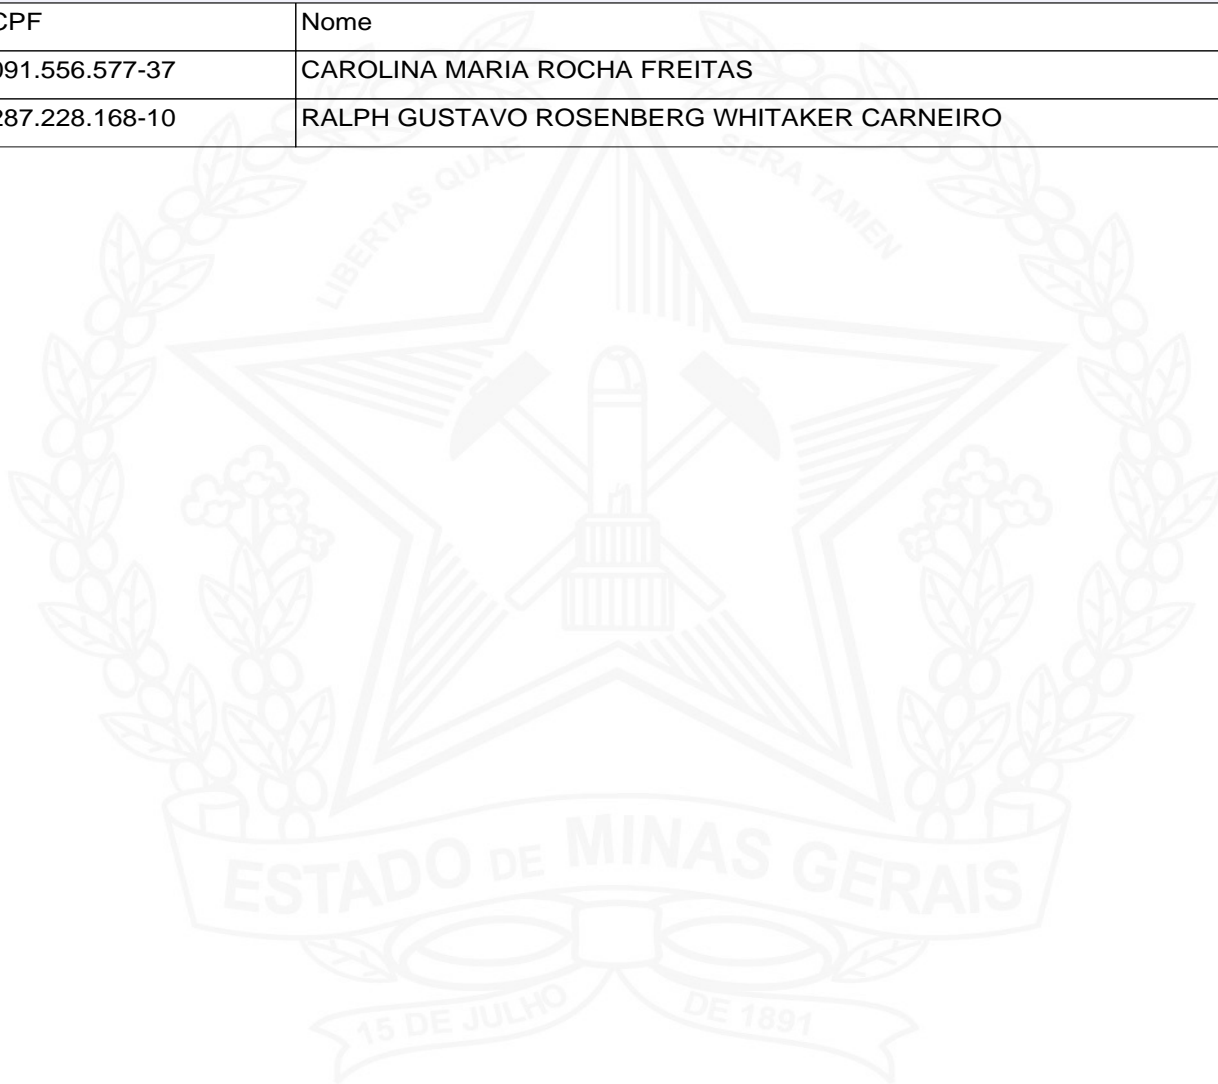 CPF Nome
091.556.577-37 CAROLINA MARIA ROCHA FREITAS
287.228.168-10 RALPH GUSTAVO ROSENBERG WHITAKER CARNEIRO
LIBERTAS QUAE SERA TAMEN
ESTADO DE MINAS GERAIS
15 DE JULHO DE 1891